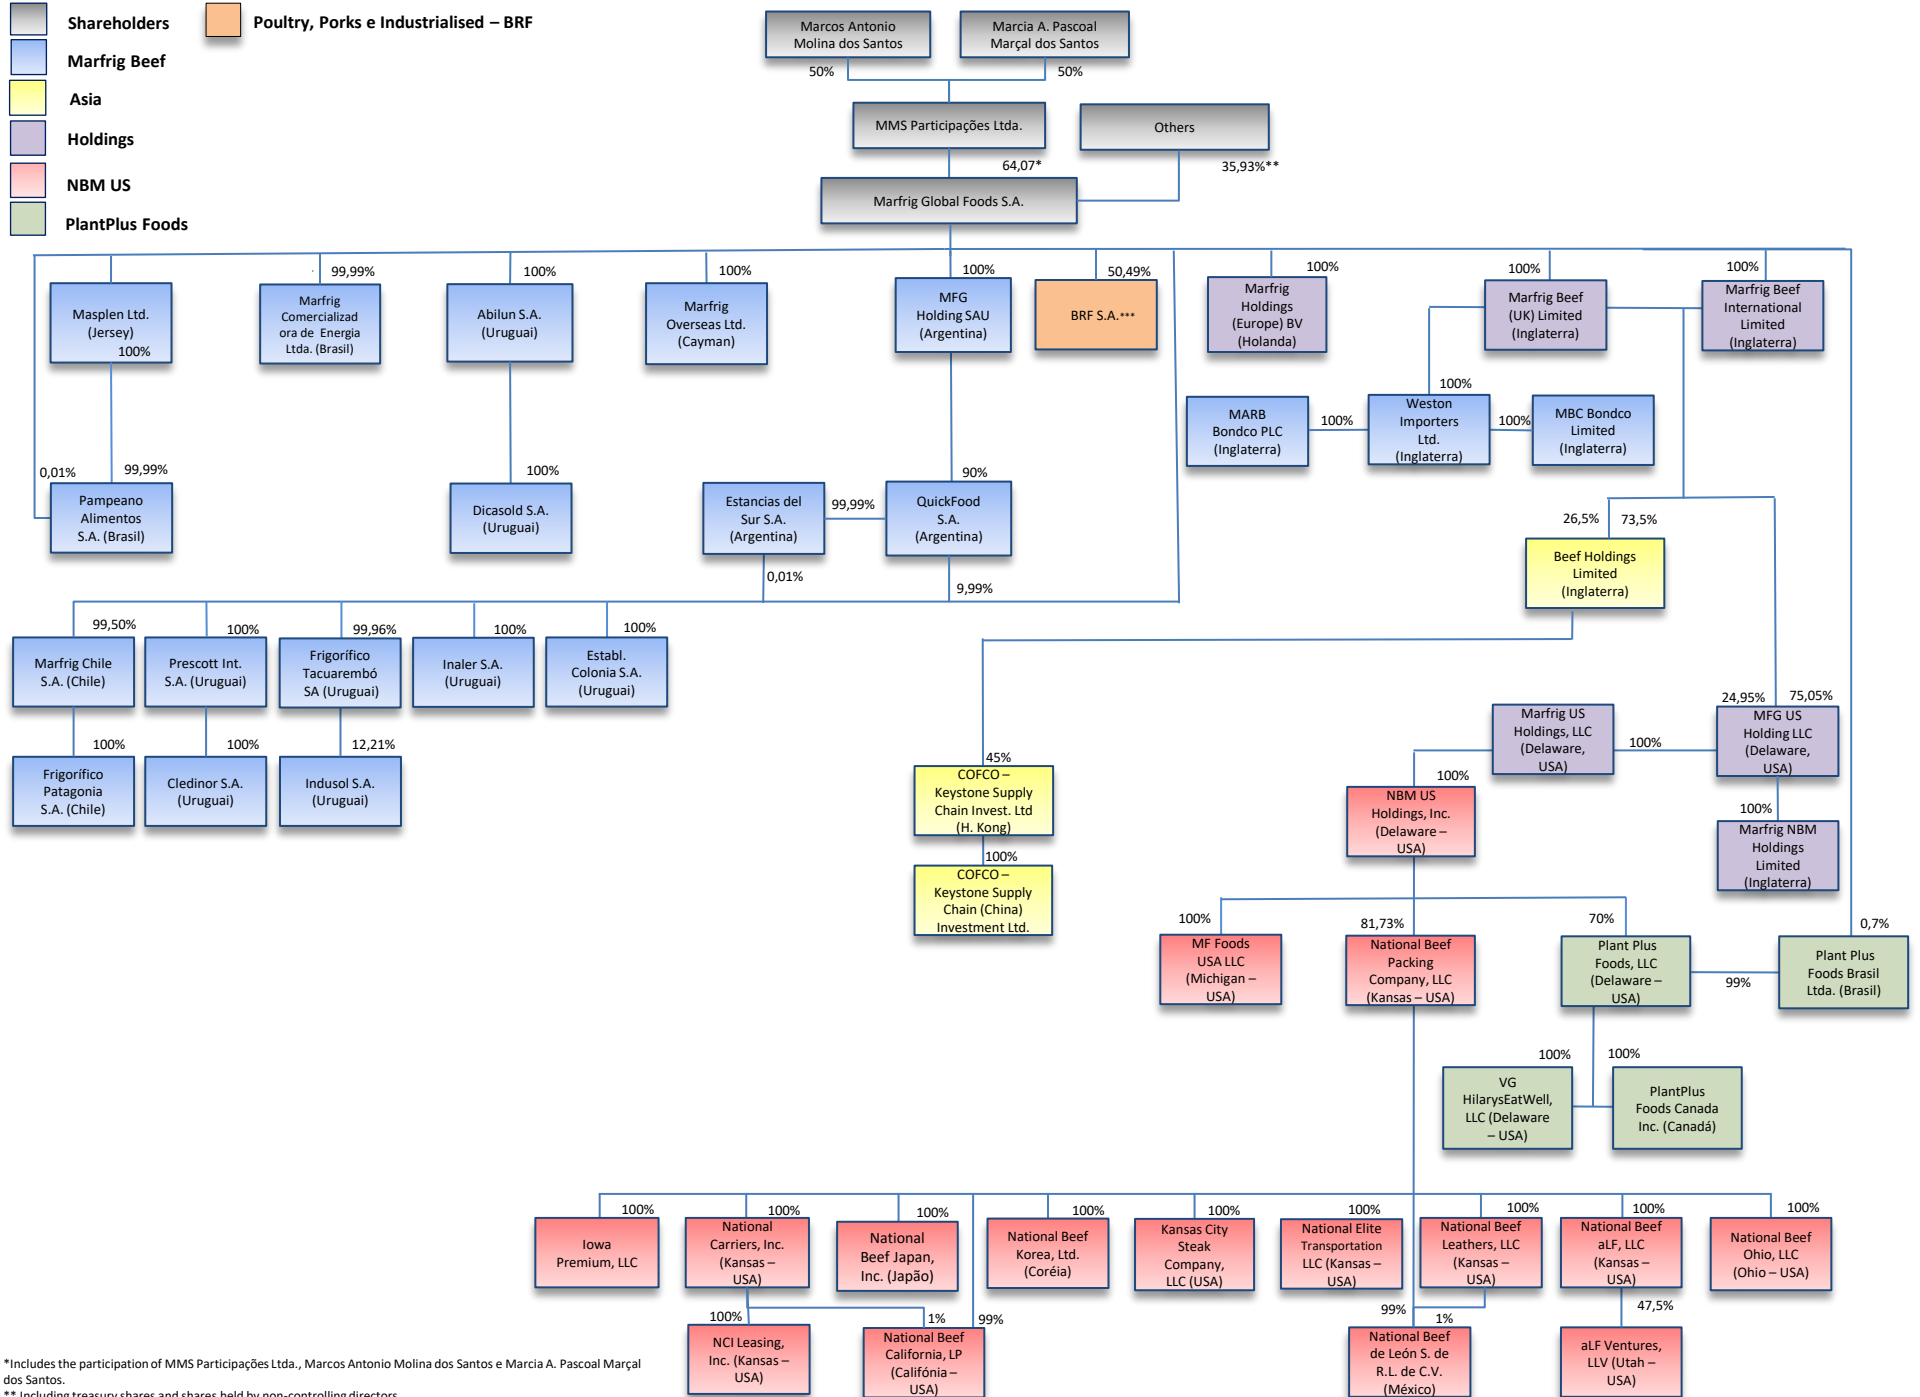 Shareholders
Poultry, Porks e Industrialised – BRF
Marfrig Beef
Asia
Holdings
NBM US
PlantPlus Foods
Marcos Antonio
Molina dos Santos
Marcia A. Pascoal
Marçal dos Santos
50%
50%
MMS Participações Ltda.
Others
64,07*
35,93%**
Marfrig Global Foods S.A.
99,99%
100%
100%
100%
50,49%
100%
100%
100%
Masplen Ltd.
(Jersey)
100%
Marfrig
Comercializad
ora de Energia
Ltda. (Brasil)
Abilun S.A.
(Uruguai)
Marfrig
Overseas Ltd.
(Cayman)
MFG
Holding SAU
(Argentina)
BRF S.A.***
Marfrig
Holdings
(Europe) BV
(Holanda)
Marfrig Beef
(UK) Limited
(Inglaterra)
Marfrig Beef
International
Limited
(Inglaterra)
100%
MARB
Bondco PLC
(Inglaterra)
100%
Weston
Importers
Ltd.
(Inglaterra)
100%
MBC Bondco
Limited
(Inglaterra)
0,01%
99,99%
100%
90%
Pampeano
Alimentos
S.A. (Brasil)
Dicasold S.A.
(Uruguai)
Estancias del
Sur S.A.
(Argentina)
99,99%
QuickFood
S.A.
(Argentina)
26,5%
73,5%
Beef Holdings
Limited
(Inglaterra)
0,01%
9,99%
99,50%
100%
99,96%
100%
100%
Marfrig Chile
S.A. (Chile)
Prescott Int.
S.A. (Uruguai)
Frigorífico
Tacuarembó
SA (Uruguai)
Inaler S.A.
(Uruguai)
Establ.
Colonia S.A.
(Uruguai)
100%
100%
12,21%
Frigorífico
Patagonia
S.A. (Chile)
Cledinor S.A.
(Uruguai)
Indusol S.A.
(Uruguai)
24,95%
75,05%
Marfrig US
Holdings, LLC
(Delaware,
USA)
100%
MFG US
Holding LLC
(Delaware,
USA)
45%
COFCO –
Keystone Supply
Chain Invest. Ltd
(H. Kong)
100%
NBM US
Holdings, Inc.
(Delaware –
USA)
100%
Marfrig NBM
Holdings
Limited
(Inglaterra)
100%
COFCO –
Keystone Supply
Chain (China)
Investment Ltd.
100%
81,73%
70%
0,7%
MF Foods
USA LLC
(Michigan –
USA)
National Beef
Packing
Company, LLC
(Kansas – USA)
Plant Plus
Foods, LLC
(Delaware –
USA)
99%
Plant Plus
Foods Brasil
Ltda. (Brasil)
100%
100%
VG
HilarysEatWell,
LLC (Delaware
– USA)
PlantPlus
Foods Canada
Inc. (Canadá)
100%
100%
100%
100%
100%
100%
100%
100%
100%
Iowa
Premium, LLC
National
Carriers, Inc.
(Kansas –
USA)
National
Beef Japan,
Inc. (Japão)
National Beef
Korea, Ltd.
(Coréia)
Kansas City
Steak
Company,
LLC (USA)
National Elite
Transportation
LLC (Kansas –
USA)
National Beef
Leathers, LLC
(Kansas –
USA)
National Beef
aLF, LLC
(Kansas –
USA)
National Beef
Ohio, LLC
(Ohio – USA)
100%
1%
99%
99%
1%
47,5%
NCI Leasing,
Inc. (Kansas –
USA)
National Beef
California, LP
(Califónia –
USA)
National Beef
de León S. de
R.L. de C.V.
(México)
aLF Ventures,
LLV (Utah –
USA)
*Includes the participation of MMS Participações Ltda., Marcos Antonio Molina dos Santos e Marcia A. Pascoal Marçal
dos Santos.
** Including treasury shares and shares held by non-controlling directors